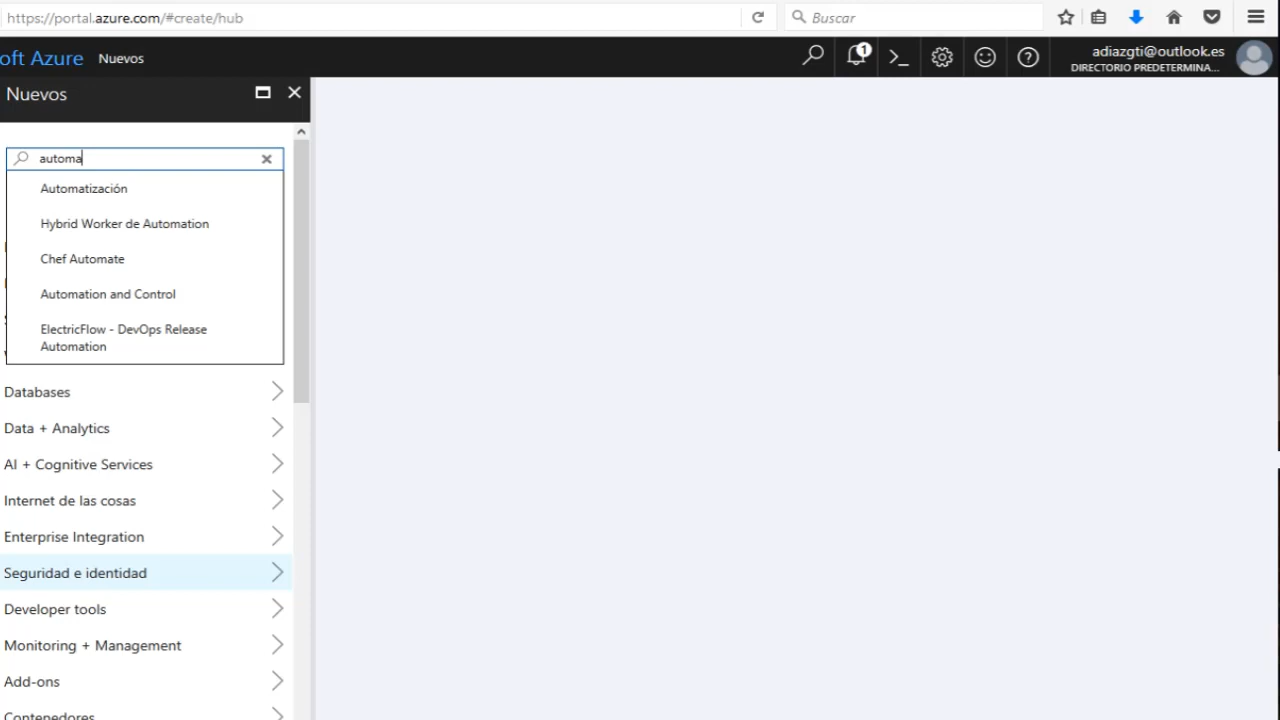 https://portal.azure.com/#create/hub
Buscar
oft Azure Nuevos
1
adiazgti@outlook.es
DIRECTORIO PREDETERMINA...
Nuevos
automa
Automatización
Hybrid Worker de Automation
Chef Automate
Automation and Control
ElectricFlow - DevOps Release
Automation
Databases
Data + Analytics
AI + Cognitive Services
Internet de las cosas
Enterprise Integration
Seguridad e identidad
Developer tools
Monitoring + Management
Add-ons
Contenedores